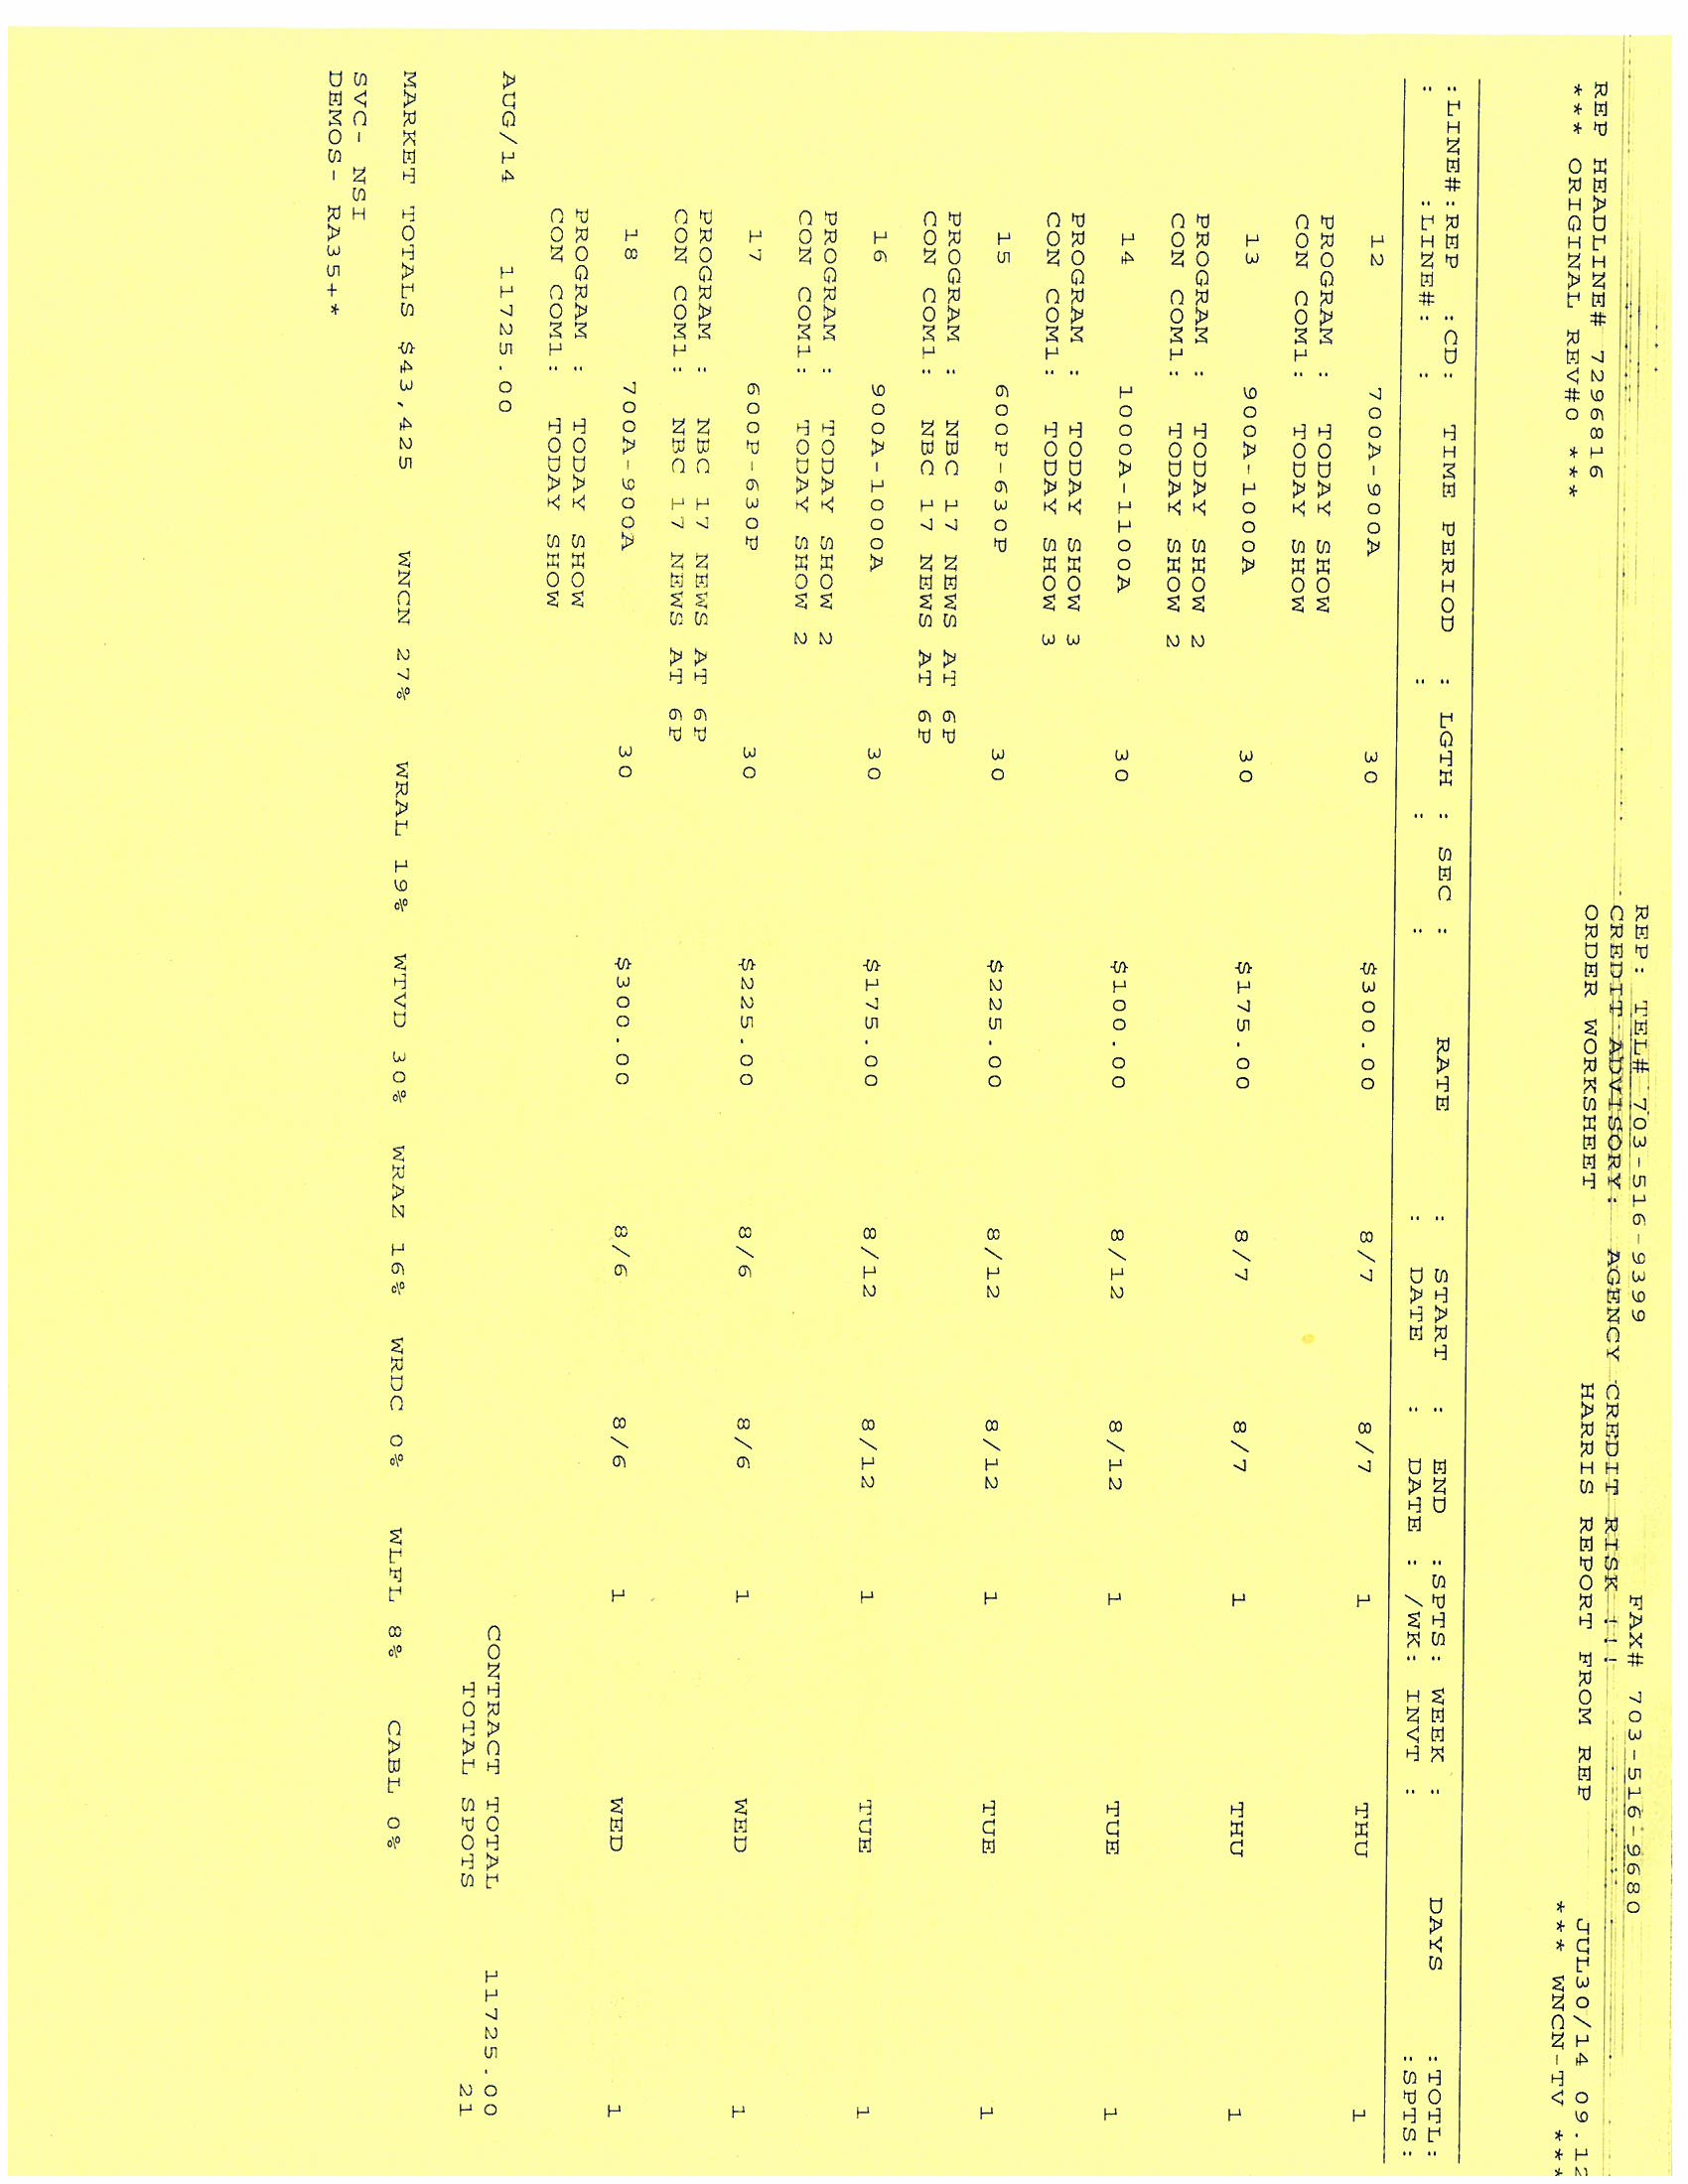 REP: TEL# 703-516-9399 FAX# 703-516-9680
CREDIT ADVISORY: AGENCY CREDIT RISK !!!
REP HEADLINE# 7296816 ORDER WORKSHEET HARRIS REPORT FROM REP JUL30/14 09.12
*** ORIGINAL REV#0 *** *** WNCN-TV ***
:LINE#:REP :CD: TIME PERIOD : LGTH : SEC : RATE : START : END :SPTS: WEEK : DAYS :TOTL:
: :LINE#: : : : : DATE : DATE : /WK: INVT : :SPTS:
12 700A-900A 30 $300.00 8/7 8/7 1 THU 1
PROGRAM : TODAY SHOW
CON COM1: TODAY SHOW
13 900A-1000A 30 $175.00 8/7 8/7 1 THU 1
PROGRAM : TODAY SHOW 2
CON COM1: TODAY SHOW 2
14 1000A-1100A 30 $100.00 8/12 8/12 1 TUE 1
PROGRAM : TODAY SHOW 3
CON COM1: TODAY SHOW 3
15 600P-630P 30 $225.00 8/12 8/12 1 TUE 1
PROGRAM : NBC 17 NEWS AT 6P
CON COM1: NBC 17 NEWS AT 6P
16 900A-1000A 30 $175.00 8/12 8/12 1 TUE 1
PROGRAM : TODAY SHOW 2
CON COM1: TODAY SHOW 2
17 600P-630P 30 $225.00 8/6 8/6 1 WED 1
PROGRAM : NBC 17 NEWS AT 6P
CON COM1: NBC 17 NEWS AT 6P
18 700A-900A 30 $300.00 8/6 8/6 1 WED 1
PROGRAM : TODAY SHOW
CON COM1: TODAY SHOW
AUG/14 11725.00 CONTRACT TOTAL 11725.00
TOTAL SPOTS 21
MARKET TOTALS $43,425 WNCN 27% WRAL 19% WTVD 30% WRAZ 16% WRDC 0% WLFL 8% CABL 0%
SVC- NSI
DEMOS- RA35+*